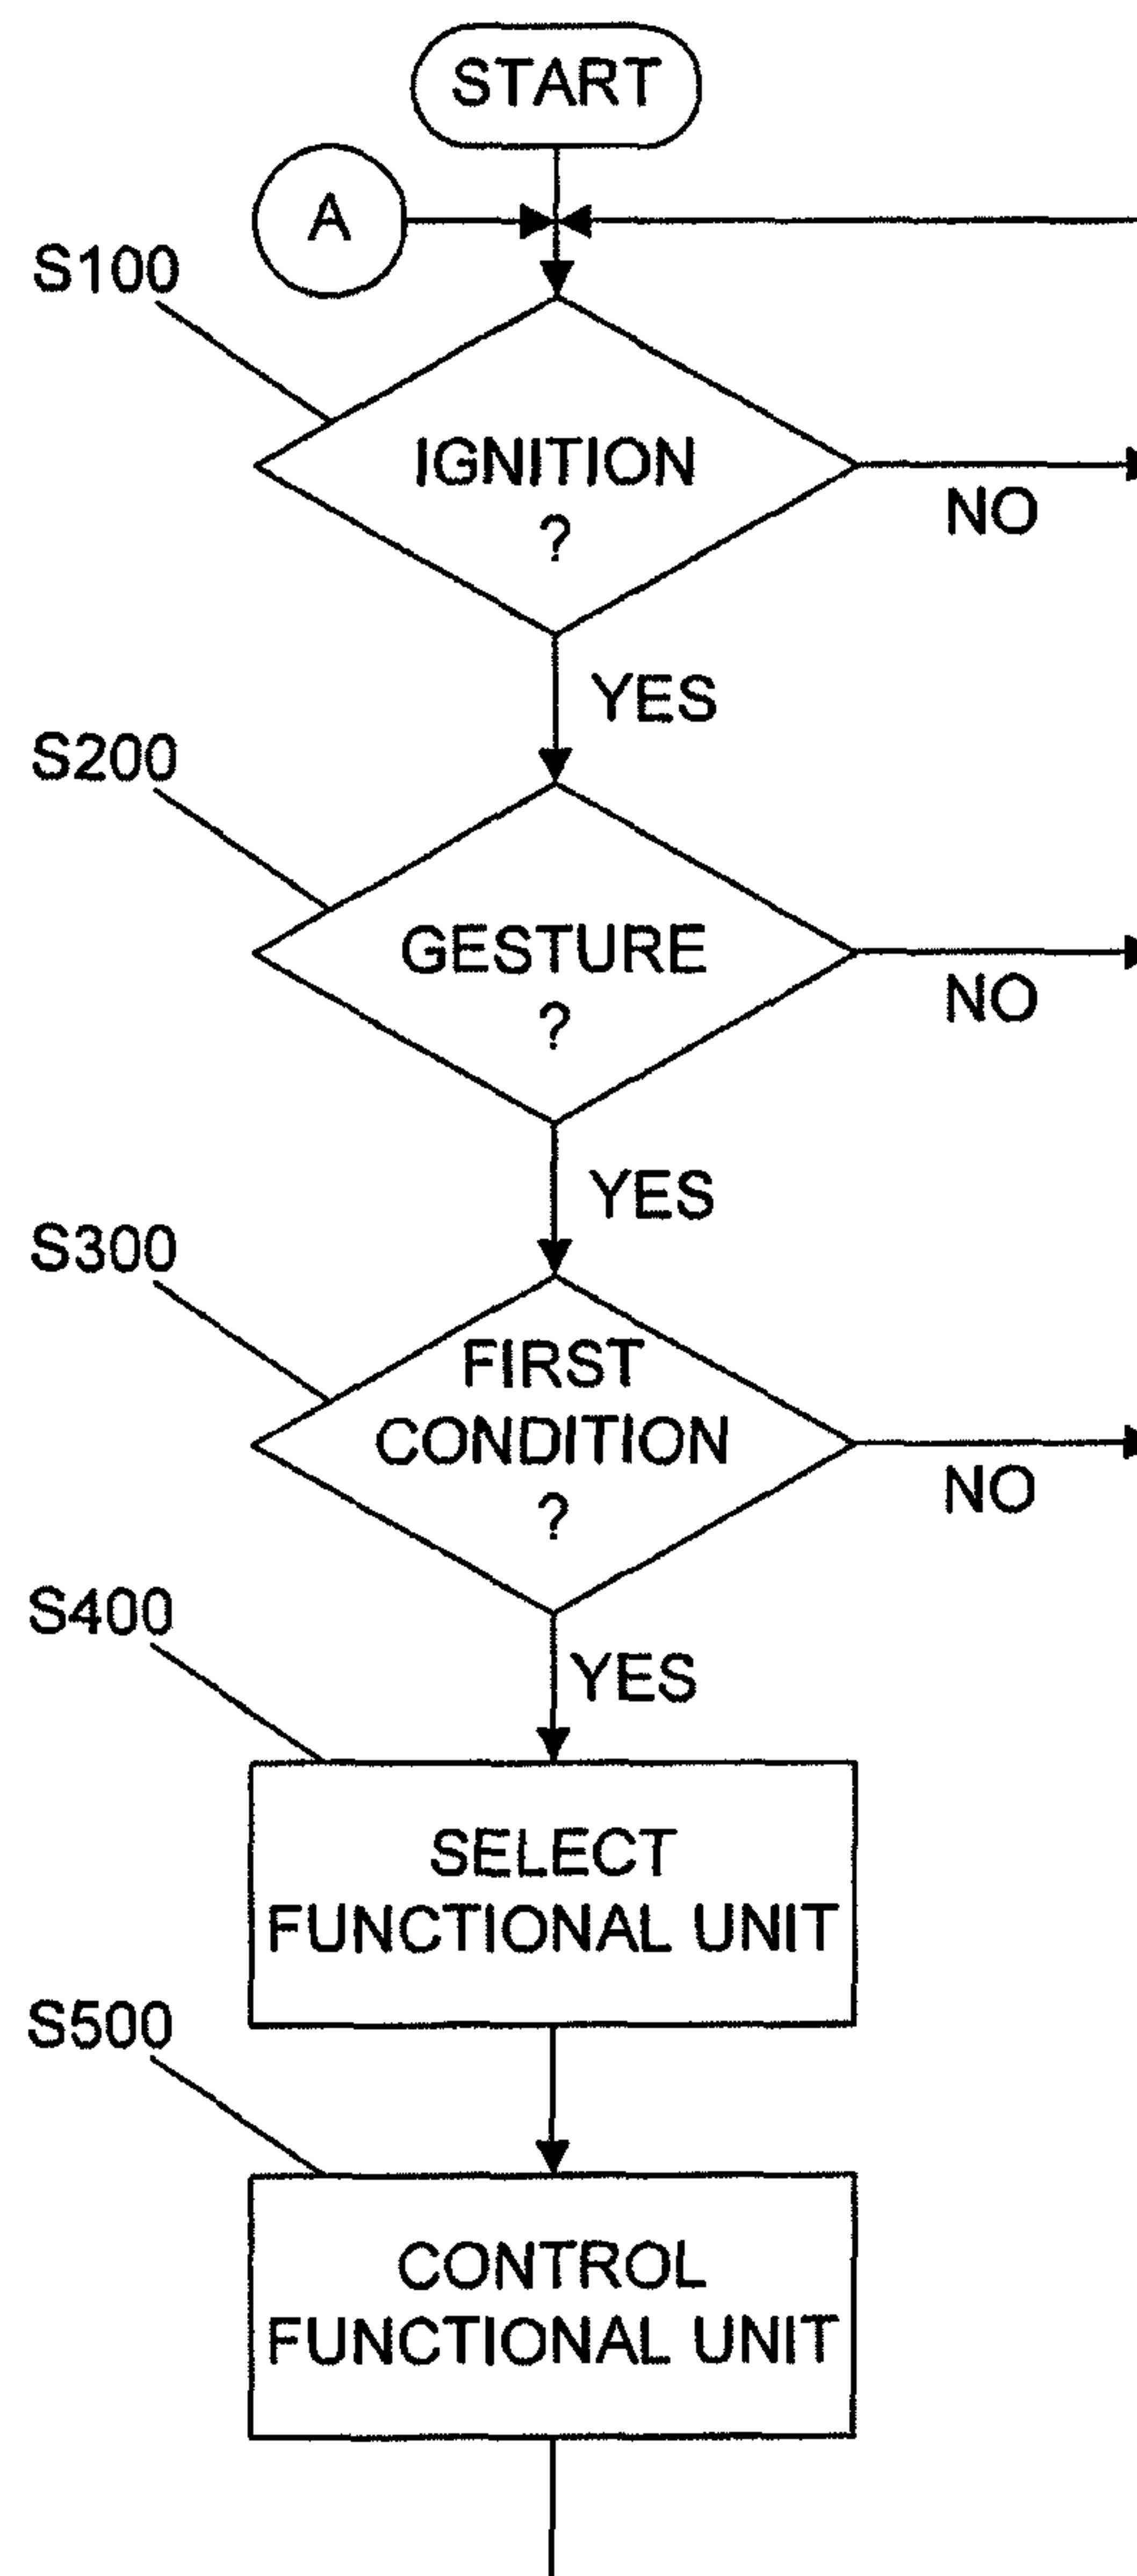 START
A
S100
IGNITION
?
NO
YES
S200
GESTURE
?
NO
YES
S300
FIRST
CONDITION
?
NO
S400
YES
SELECT
FUNCTIONAL UNIT
S500
CONTROL
FUNCTIONAL UNIT